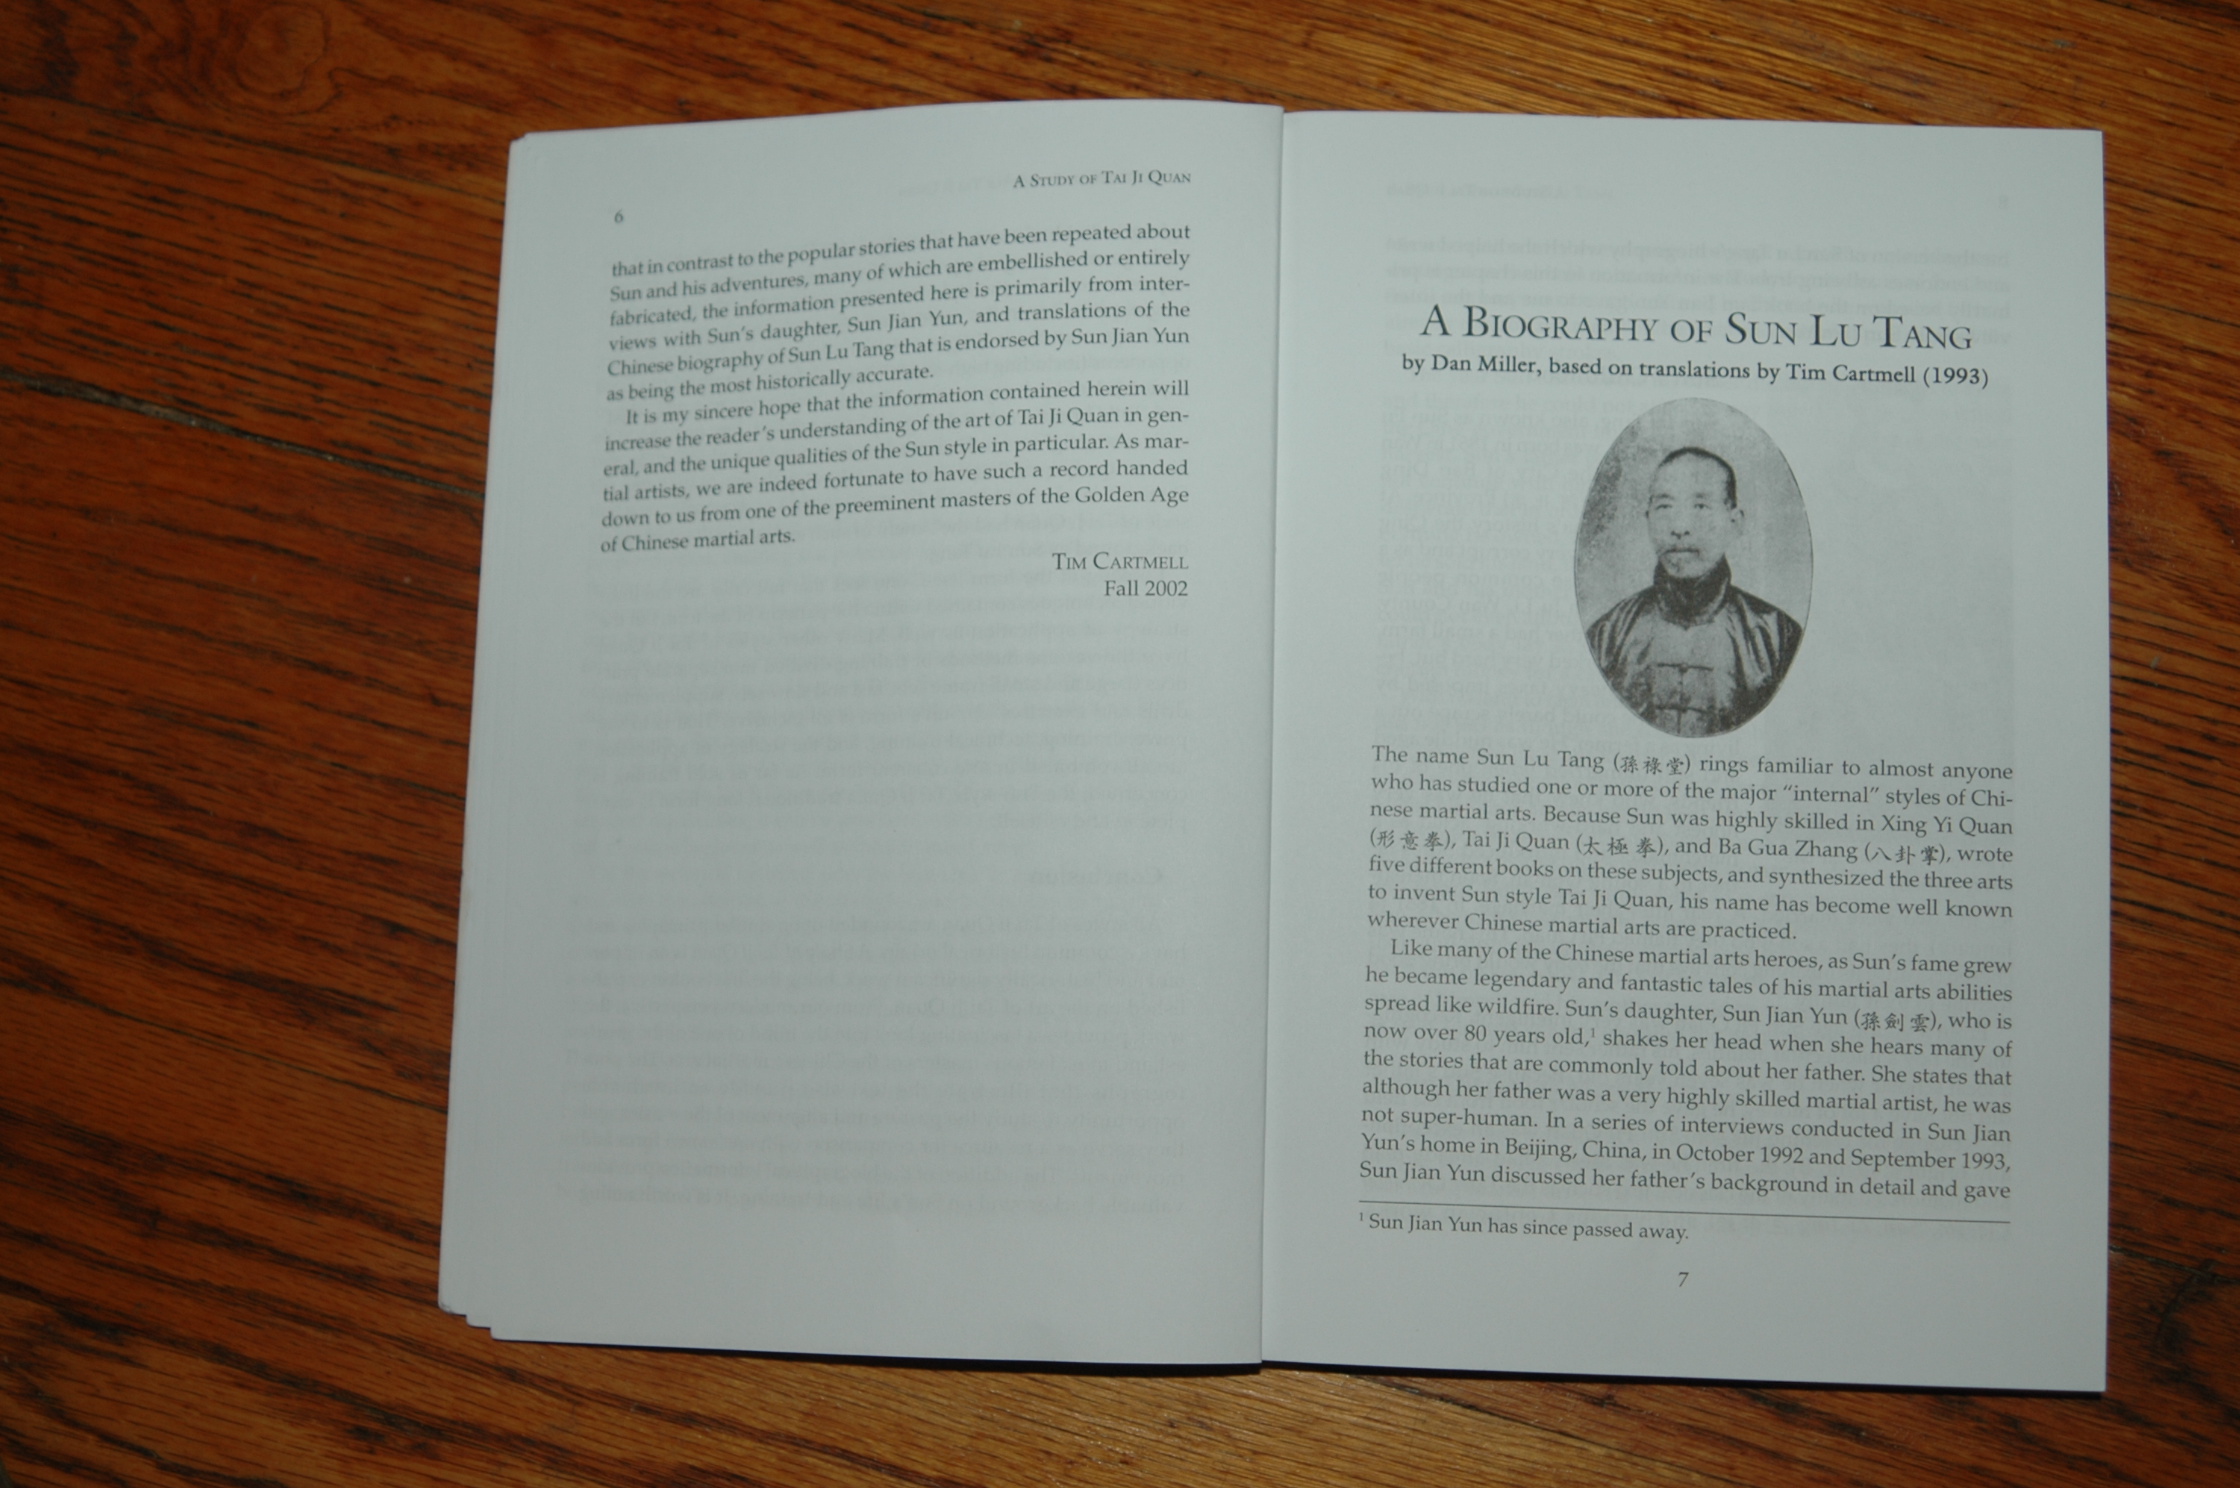 6
A STUDY OF TAI JI QUAN
that in contrast to the popular stories that have been repeated about
Sun and his adventures, many of which are embellished or entirely
fabricated, the information presented here is primarily from inter-
views with Sun's daughter, Sun Jian Yun, and translations of the
Chinese biography of Sun Lu Tang that is endorsed by Sun Jian Yun
as being the most historically accurate.
It is my sincere hope that the information contained herein will
increase the reader's understanding of the art of Tai Ji Quan in gen-
eral, and the unique qualities of the Sun style in particular. As mar-
tial artists, we are indeed fortunate to have such a record handed
down to us from one of the preeminent masters of the Golden Age
of Chinese martial arts.
TIM CARTMELL
Fall 2002
A BIOGRAPHY OF SUN LU TANG
by Dan Miller, based on translations by Tim Cartmell (1993)
The name Sun Lu Tang (孫祿堂) rings familiar to almost anyone
who has studied one or more of the major “internal” styles of Chi-
nese martial arts. Because Sun was highly skilled in Xing Yi Quan
(形意拳), Tai Ji Quan (太極拳), and Ba Gua Zhang (八卦掌), wrote
five different books on these subjects, and synthesized the three arts
to invent Sun style Tai Ji Quan, his name has become well known
wherever Chinese martial arts are practiced.
Like many of the Chinese martial arts heroes, as Sun's fame grew
he became legendary and fantastic tales of his martial arts abilities
spread like wildfire. Sun's daughter, Sun Jian Yun (孫劍雲), who is
now over 80 years old,¹ shakes her head when she hears many of
the stories that are commonly told about her father. She states that
although her father was a very highly skilled martial artist, he was
not super-human. In a series of interviews conducted in Sun Jian
Yun's home in Beijing, China, in October 1992 and September 1993,
Sun Jian Yun discussed her father's background in detail and gave
¹ Sun Jian Yun has since passed away.
7